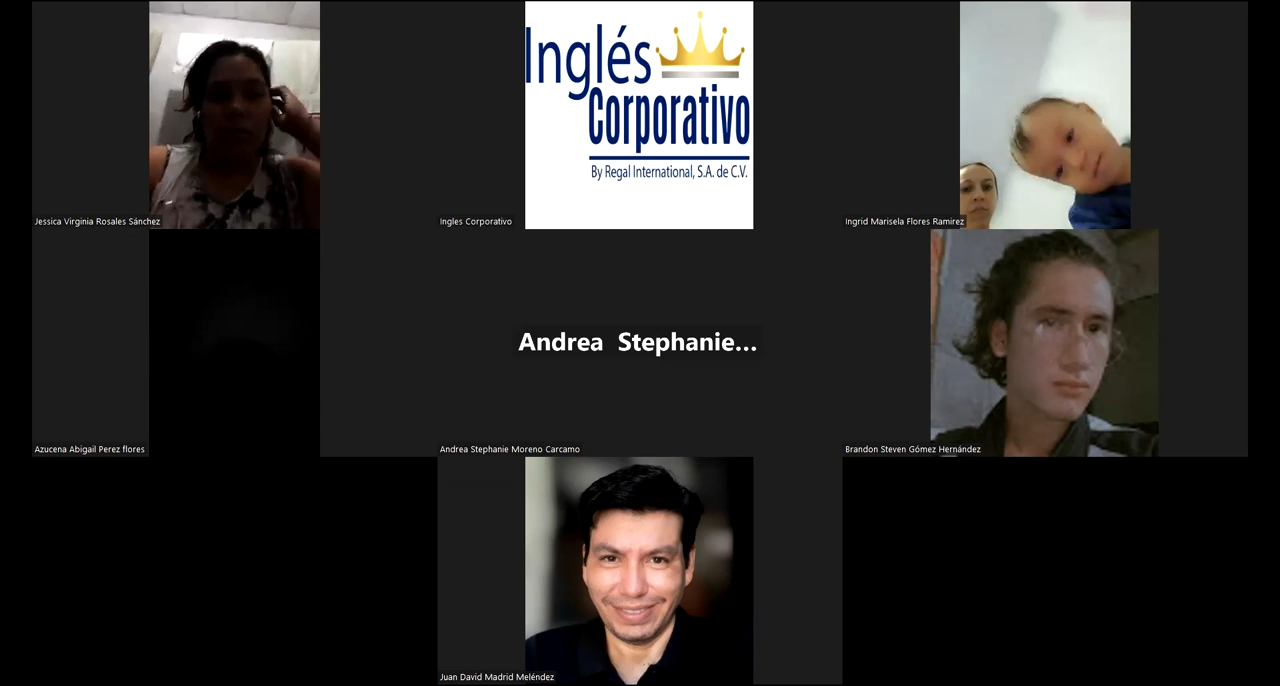 Inglés
Corporativo
By Regal International, S.A. de C.V.
Jessica Virginia Rosales Sánchez
Ingles Corporativo
Ingrid Marisela Flores Ramirez
Andrea Stephanie...
Azucena Abigail Perez flores
Andrea Stephanie Moreno Carcamo
Brandon Steven Gómez Hernández
Juan David Madrid Meléndez